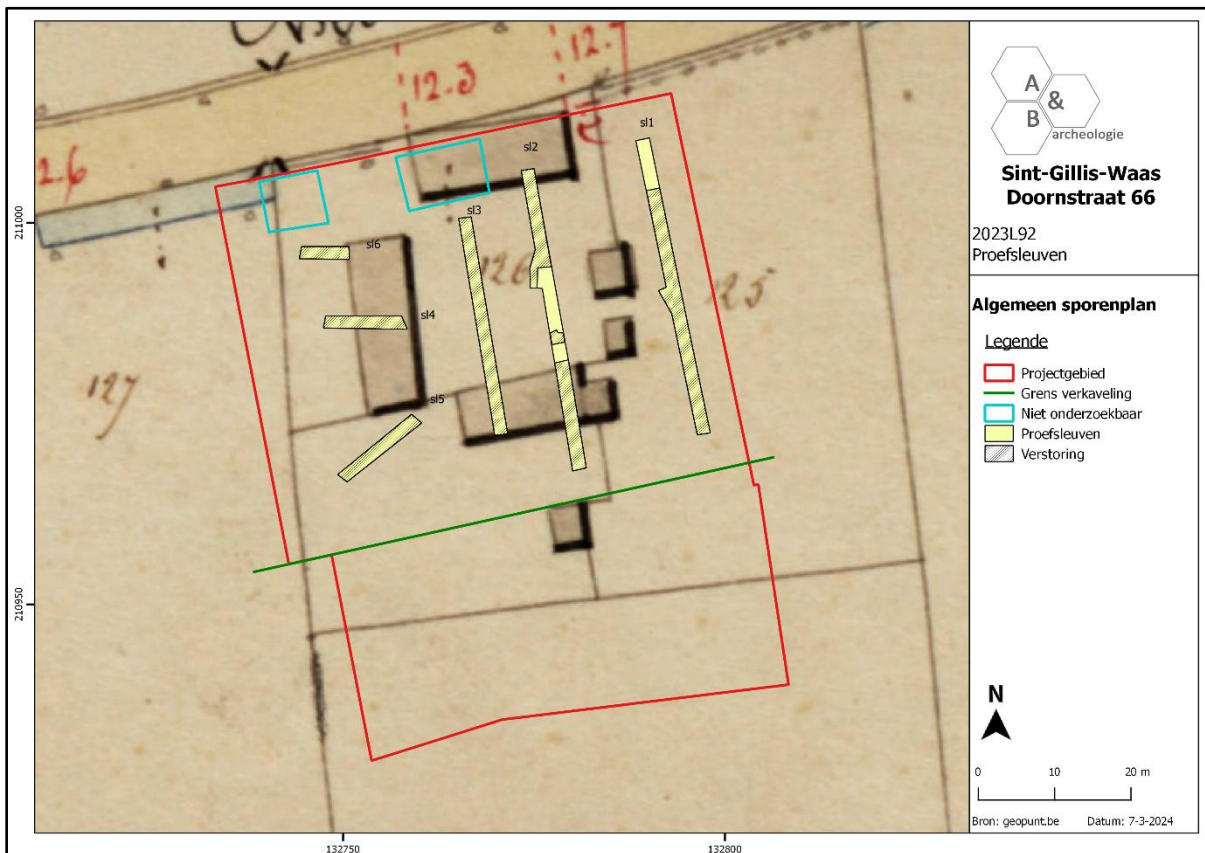 12.7
12.3
2.6
sl1
sl2
sl3
sl6
126
125
sl4
127
sl5
211000
210950
132750
132800
A
&
B
archeologie
Sint-Gillis-Waas
Doornstraat 66
2023L92
Proefsleuven
Algemeen sporenplan
Legende
Projectgebied
Grens verkaveling
Niet onderzoekbaar
Proefsleuven
Verstoring
N
0 10 20 m
Bron: geopunt.be Datum: 7-3-2024